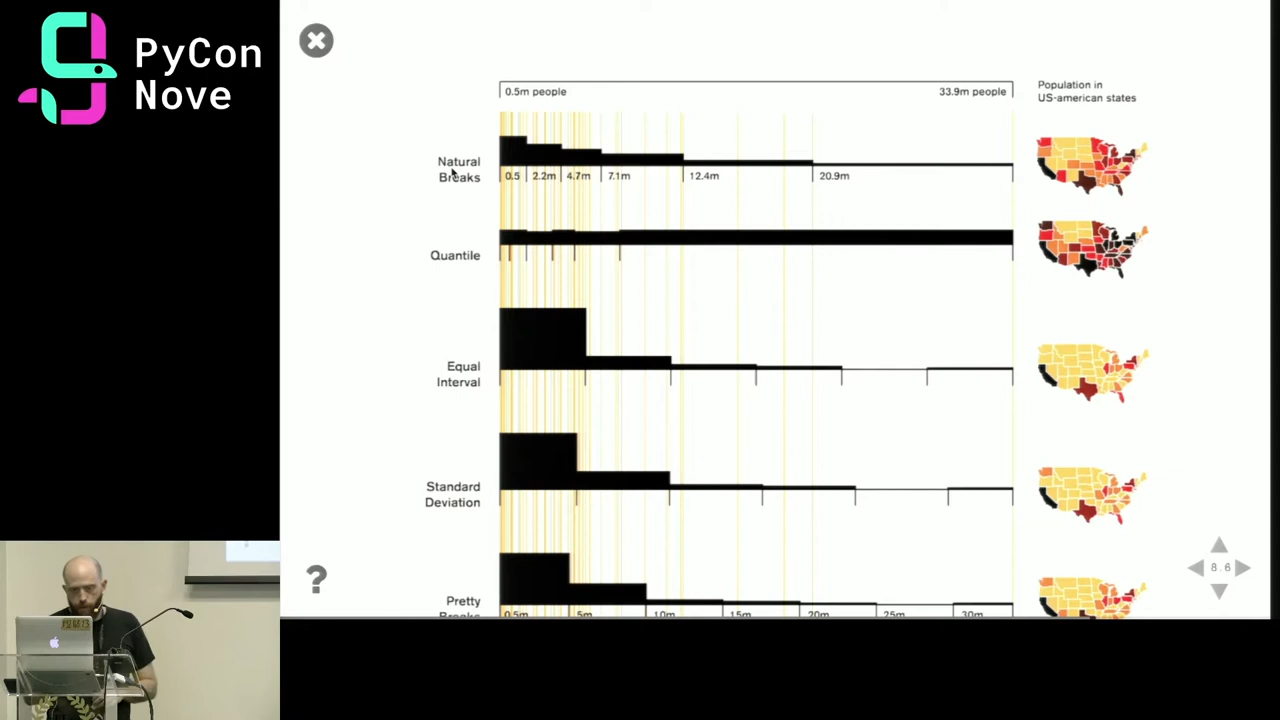 PyCon
Nove
0.5m people
33.9m people
Population in
US-american states
Natural
Breaks
0.5
2.2m
4.7m
7.1m
12.4m
20.9m
Quantile
Equal
Interval
Standard
Deviation
Pretty
Breaks
0.5m
5m
10m
15m
20m
25m
30m
?
8.6